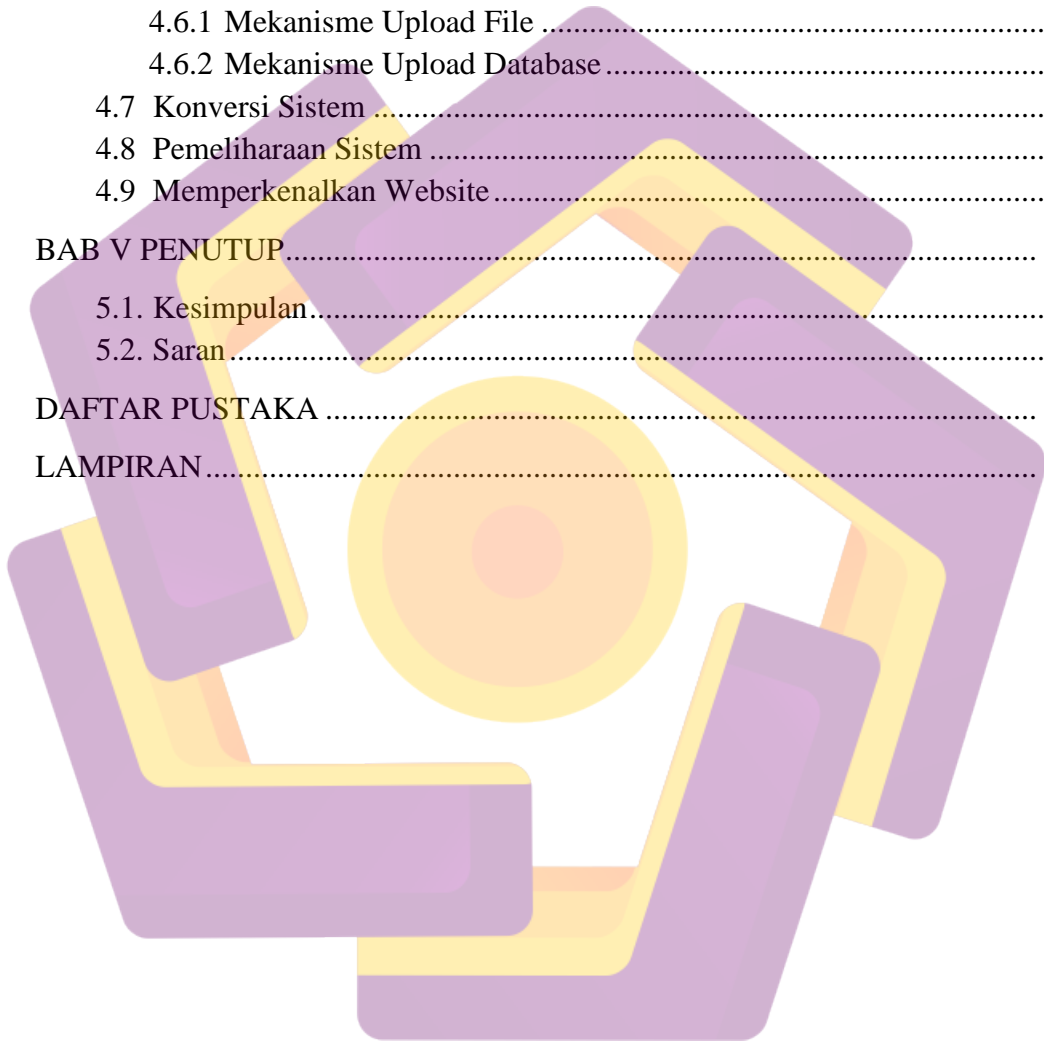 4.6.1 Mekanisme Upload File ..............................................................
4.6.2 Mekanisme Upload Database .....................................................
4.7 Konversi Sistem ..................................................................................
4.8 Pemeliharaan Sistem ..........................................................................
4.9 Memperkenalkan Website ..................................................................
BAB V PENUTUP ..........................................................................................
5.1. Kesimpulan ........................................................................................
5.2. Saran ..................................................................................................
DAFTAR PUSTAKA .....................................................................................
LAMPIRAN ....................................................................................................